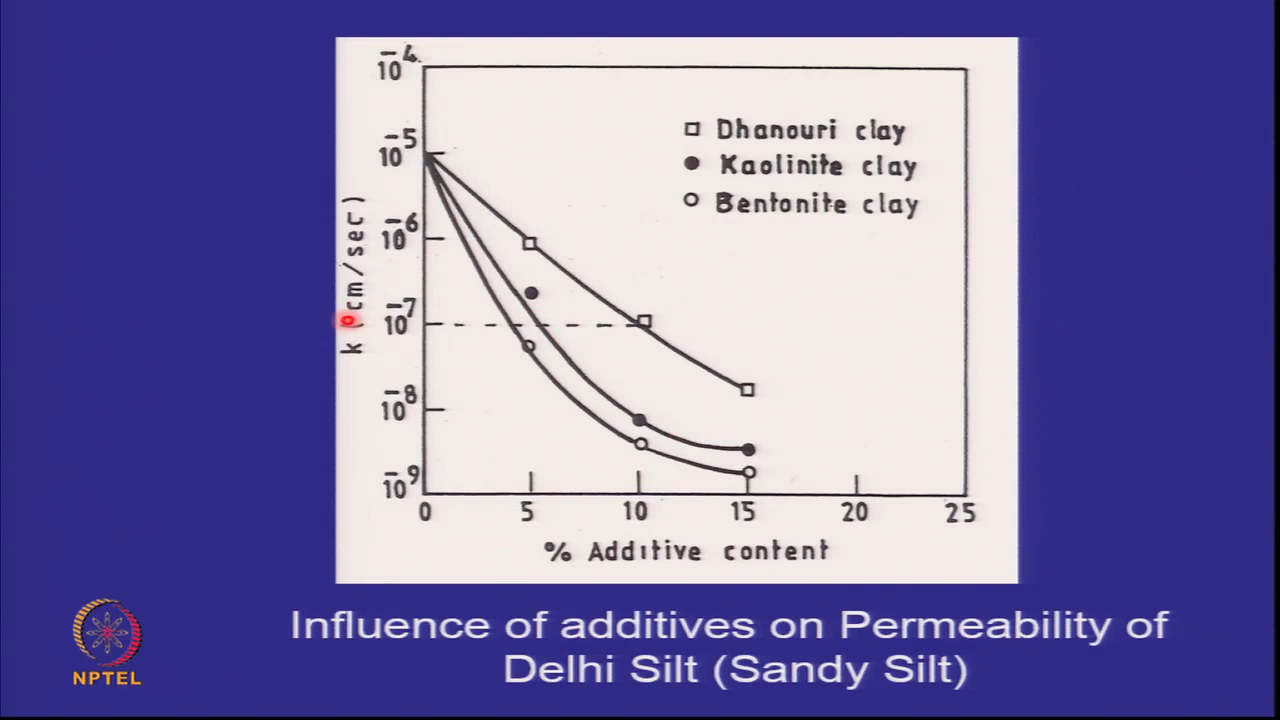 10⁻⁴
10⁻⁵
10⁻⁶
10⁻⁷
10⁻⁸
10⁻⁹
k (cm/sec)
□ Dhanouri clay
● Kaolinite clay
○ Bentonite clay
0 5 10 15 20 25
% Additive content
Influence of additives on Permeability of
Delhi Silt (Sandy Silt)
NPTEL